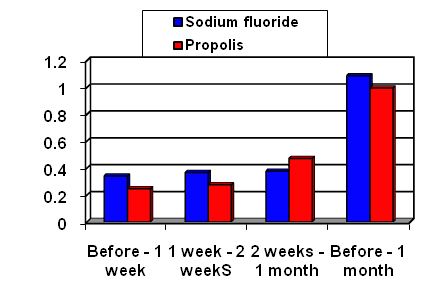 Sodium fluoride
Propolis
1.2
1
0.8
0.6
0.4
0.2
0
Before - 1 week
1 week - 2 weekS
2 weeks - 1 month
Before - 1 month